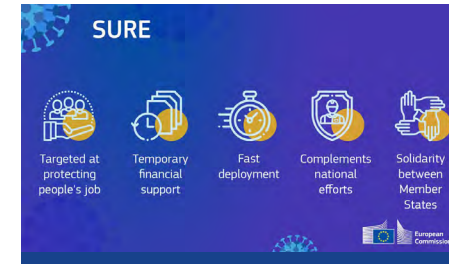 SURE
Targeted at
protecting
people's job
Temporary
financial
support
Fast
deployment
Complements
national
efforts
Solidarity
between
Member
States
European
Commission